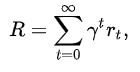 R = \sum_{t=0}^{\infty} \gamma^t r_t,